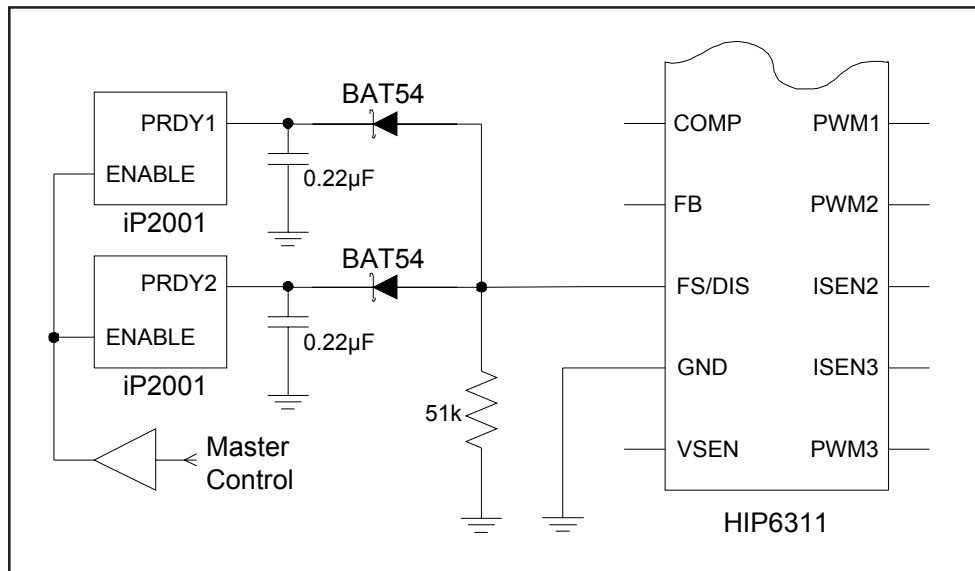 BAT54
PRDY1
ENABLE
0.22µF
iP2001
BAT54
PRDY2
ENABLE
0.22µF
iP2001
Master
Control
51k
COMP
PWM1
FB
PWM2
FS/DIS
ISEN2
GND
ISEN3
VSEN
PWM3
HIP6311